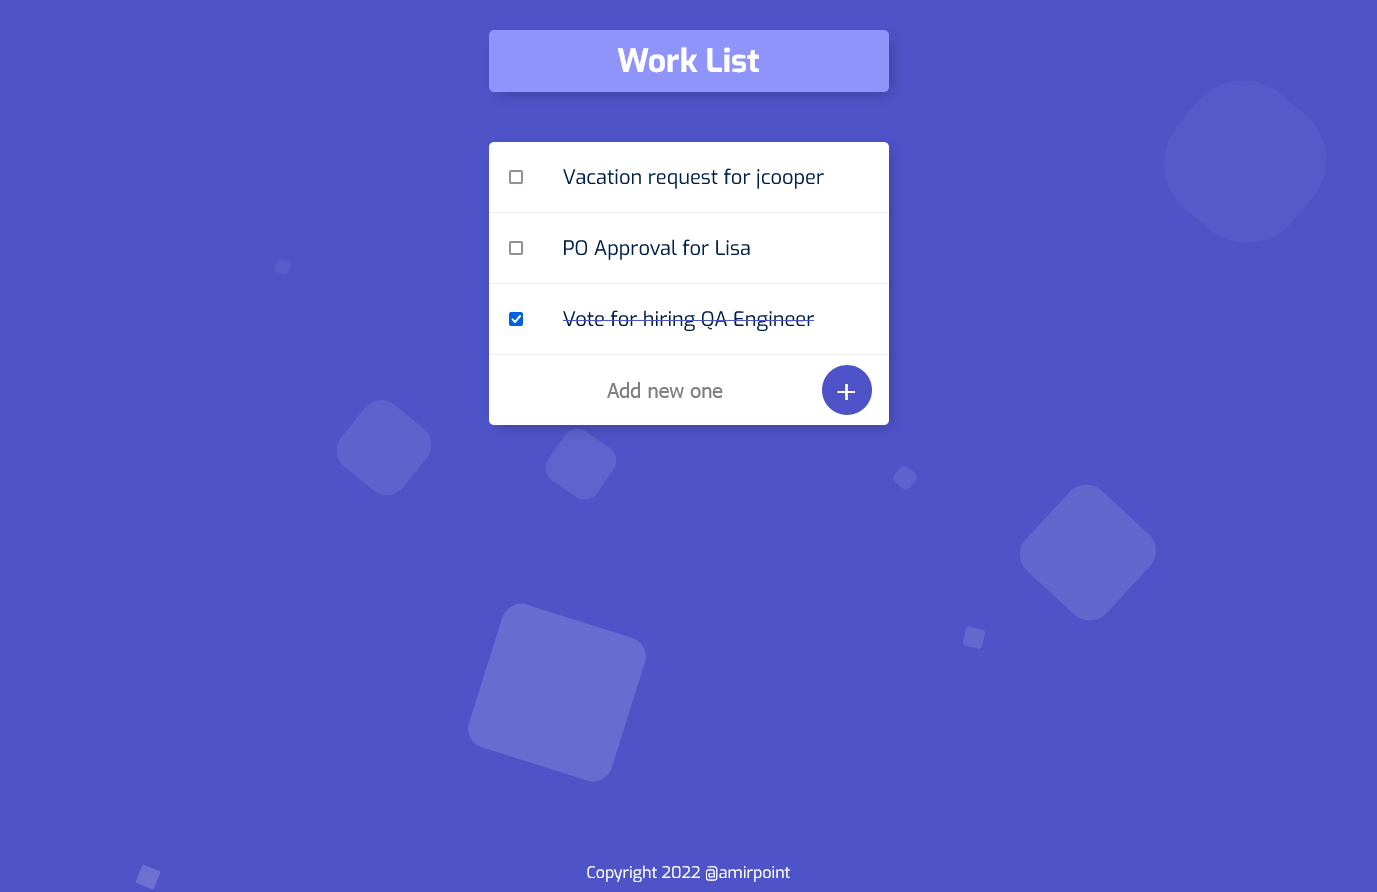 Work List
Vacation request for jcooper
PO Approval for Lisa
Vote for hiring QA Engineer
Add new one
+
Copyright 2022 @amirpoint